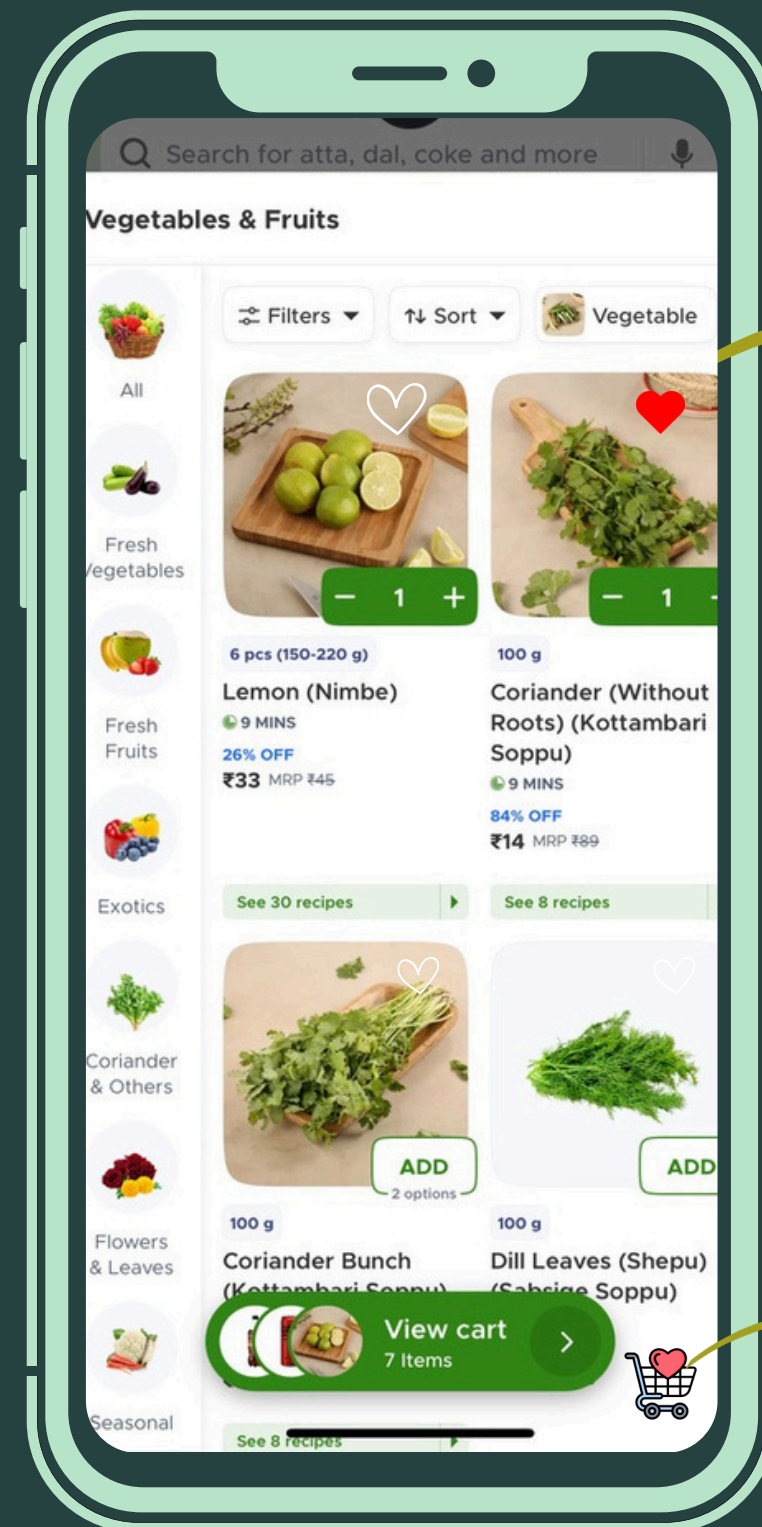 Search for atta, dal, coke and more
Vegetables & Fruits
Filters
Sort
Vegetable
All
Fresh
Vegetables
Fresh
Fruits
Exotics
Coriander
& Others
Flowers
& Leaves
Seasonal
1
6 pcs (150-220 g)
Lemon (Nimbe)
9 MINS
26% OFF
₹33 MRP ₹45
See 30 recipes
1
100 g
Coriander (Without
Roots) (Kottambari
Soppu)
9 MINS
84% OFF
₹14 MRP ₹89
See 8 recipes
ADD
2 options
100 g
Coriander Bunch
(Kottambari Soppu)
See 8 recipes
ADD
100 g
Dill Leaves (Shepu)
(Sabsige Soppu)
View cart
7 Items